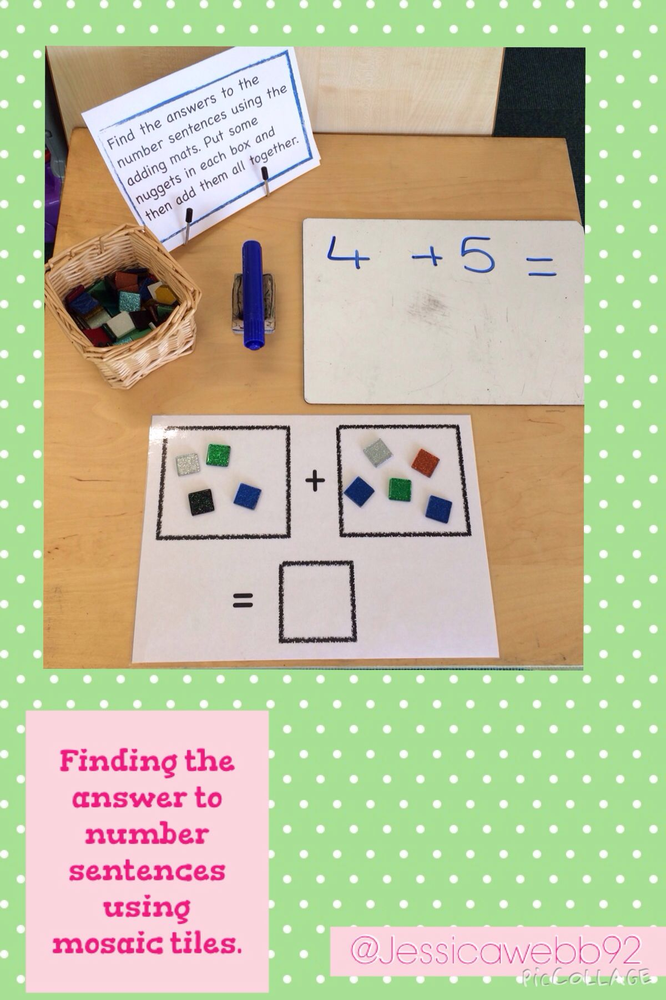 Find the answers to the
number sentences using the
adding mats. Put some
nuggets in each box and
then add them all together.
4 +5 =
+
=
Finding the
answer to
number
sentences
using
mosaic tiles.
@Jessicawebb92
PicCOLLAGE